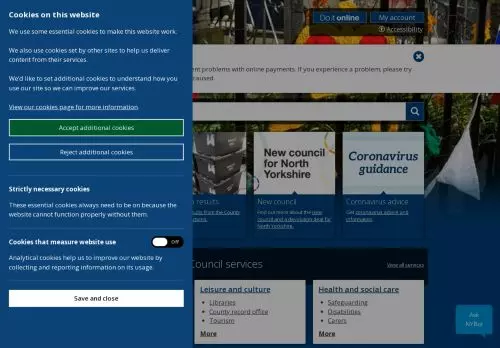 Cookies on this website
We use some essential cookies to make this website work.
We also use cookies set by other sites to help us deliver
content from their services.
We'd like to set additional cookies to understand how you
use our site so we can improve our services.
View our cookies page for more information.
Accept additional cookies
Reject additional cookies
Strictly necessary cookies
These essential cookies always need to be on because the
website cannot function properly without them.
Cookies that measure website use
Off
Analytical cookies help us to improve our website by
collecting and reporting information on its usage.
Save and close
Do it online
My account
Accessibility
nt problems with online payments. If you experience a problem, please try
caused.
New council
for North
Yorkshire
Coronavirus
guidance
results
sults from the County
ctions.
New council
Find out more about the new
council and a devolution deal for
North Yorkshire.
Coronavirus advice
Get coronavirus advice and
information.
Council services
View all services
Leisure and culture
Libraries
County record office
Tourism
More
Health and social care
Safeguarding
Disabilities
Carers
More
Ask
NYBot